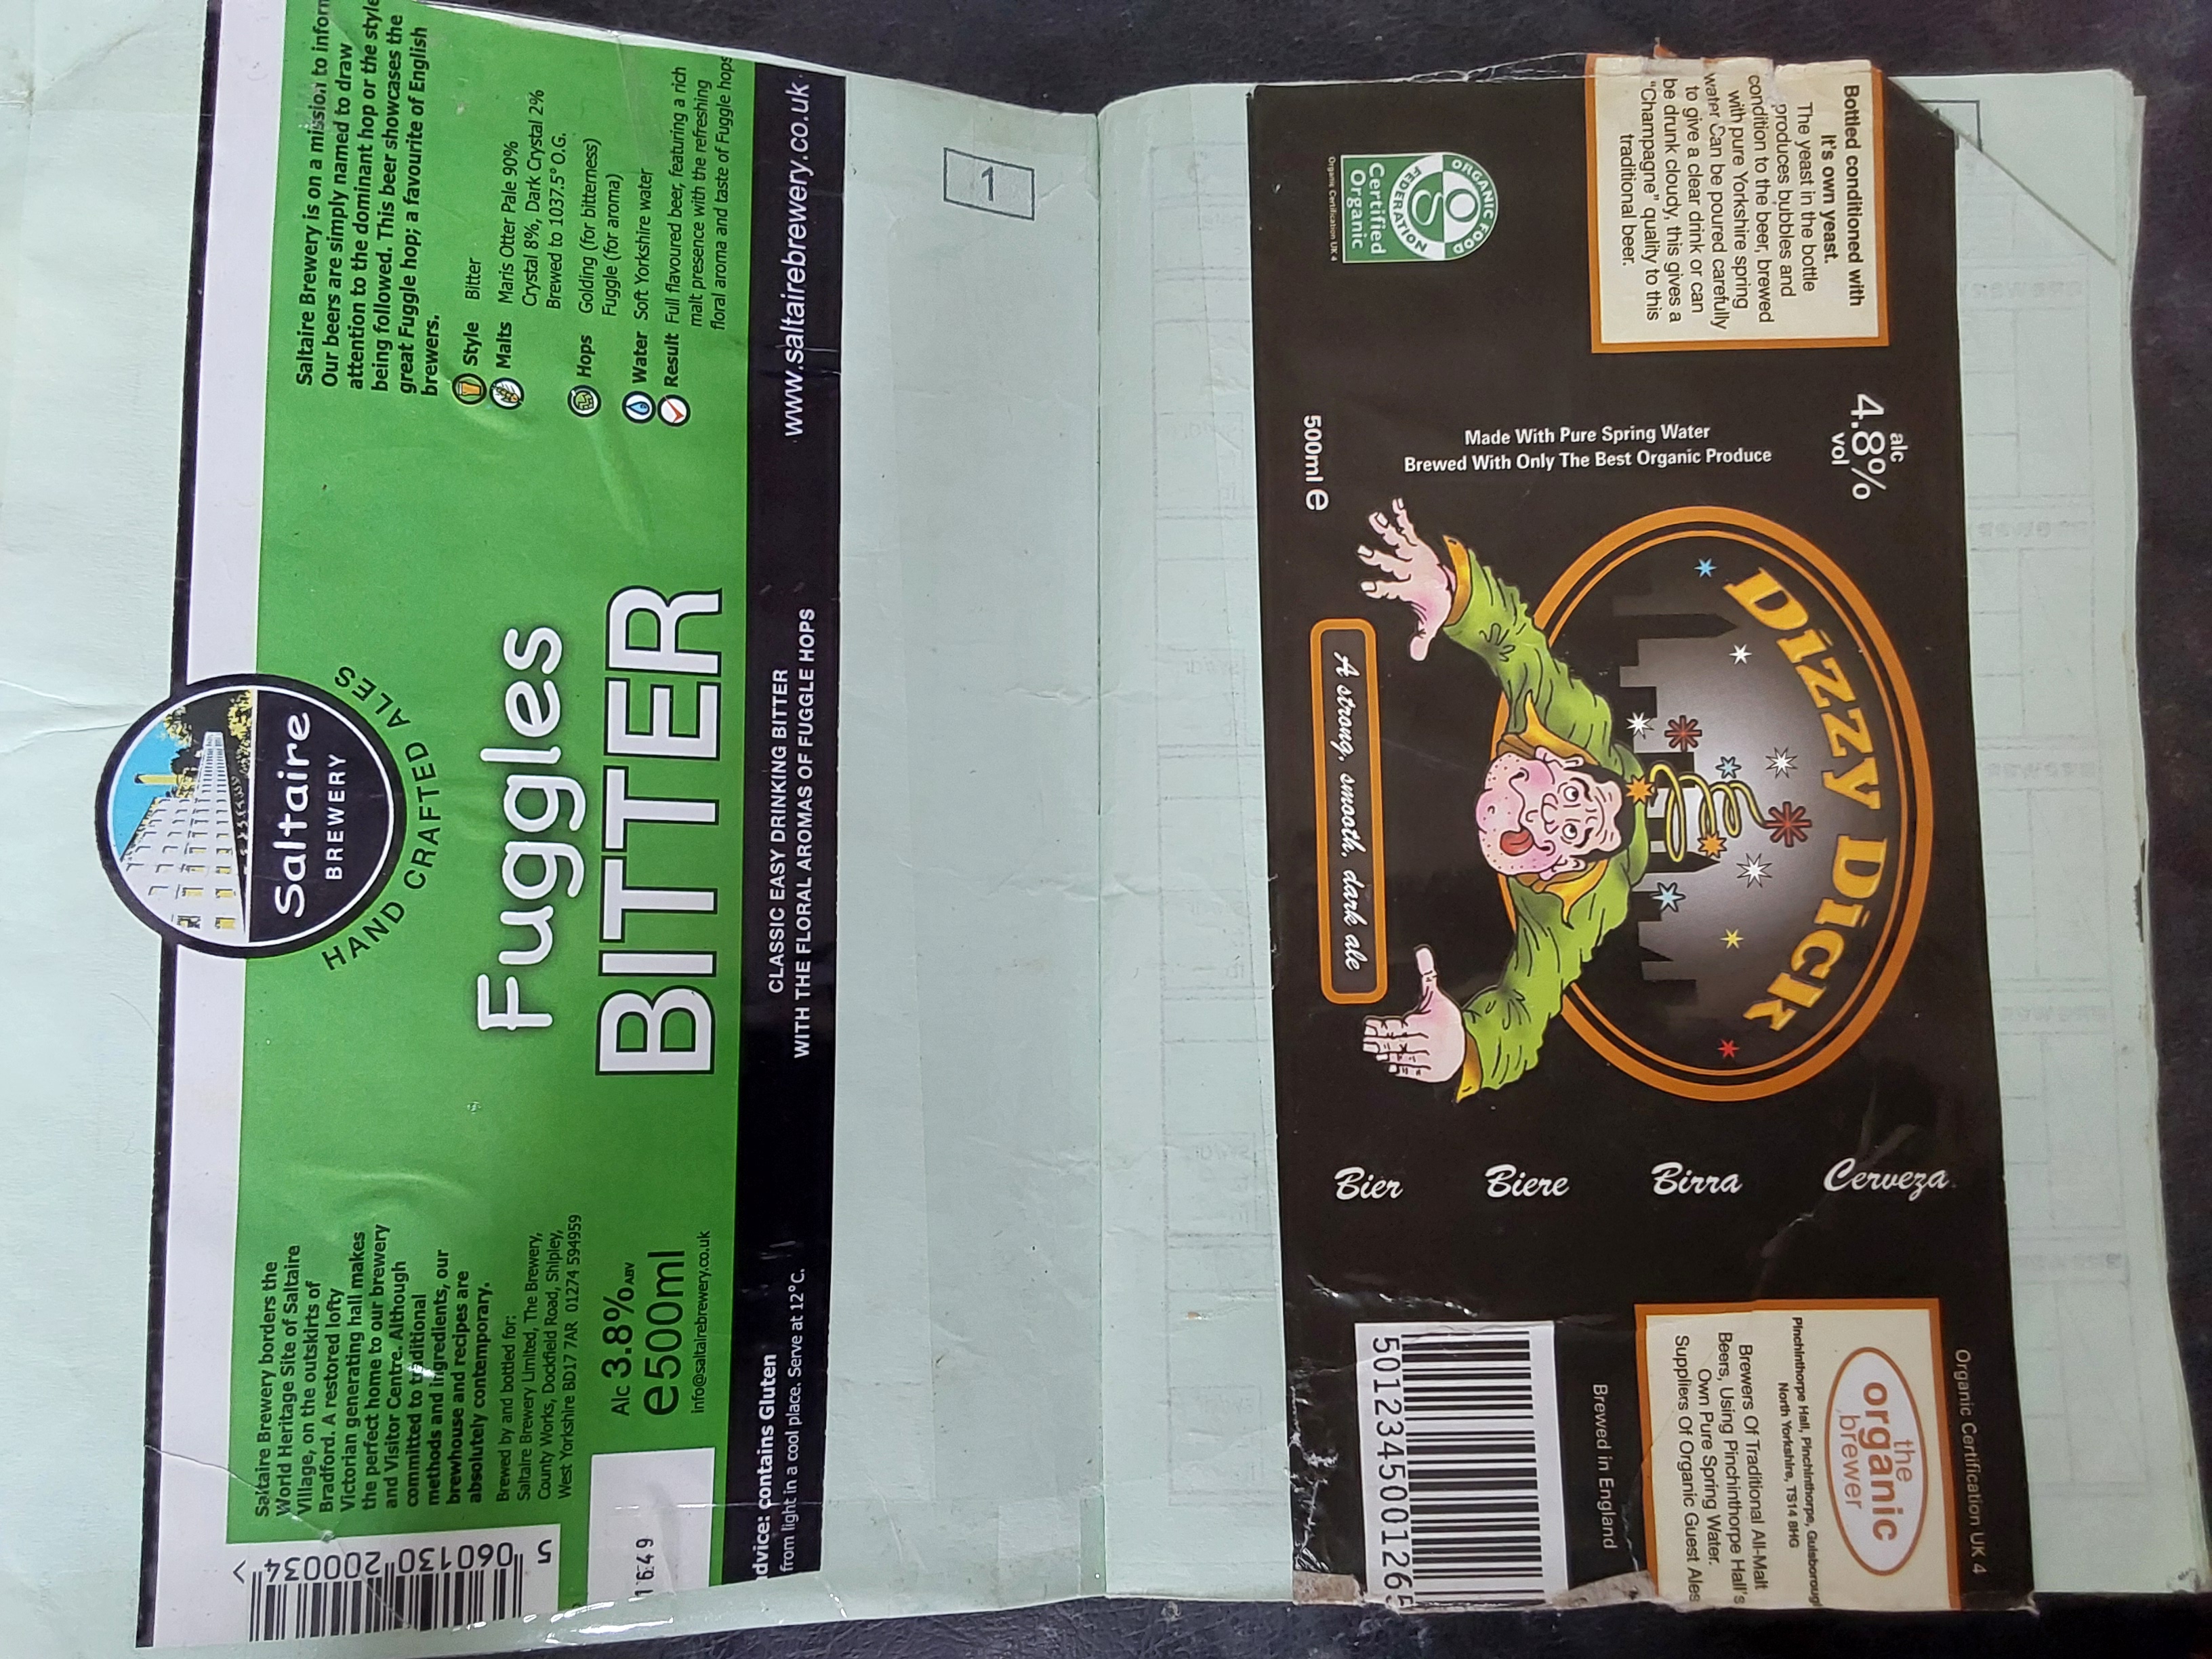 Saltaire Brewery borders the
World Heritage Site of Saltaire
Village, on the outskirts of
Bradford. A restored lofty
Victorian generating hall makes
the perfect home to our brewery
and Visitor Centre. Although
committed to traditional
methods and ingredients, our
brewhouse and recipes are
absolutely contemporary.
Brewed by and bottled for:
Saltaire Brewery Limited, The Brewery,
County Works, Dockfield Road, Shipley,
West Yorkshire BD17 7AR 01274 594959
Alc 3.8% ABV
e500ml
info@saltairebrewery.co.uk
5 060130 200034 >
1649
dvice: contains Gluten
from light in a cool place. Serve at 12°C.
Saltaire
BREWERY
HAND CRAFTED ALES
Fuggles
BITTER
CLASSIC EASY DRINKING BITTER
WITH THE FLORAL AROMAS OF FUGGLE HOPS
Saltaire Brewery is on a mission to inform
Our beers are simply named to draw
attention to the dominant hop or the style
being followed. This beer showcases the
great Fuggle hop; a favourite of English
brewers.
Style Bitter
Malts Maris Otter Pale 90%
Crystal 8%, Dark Crystal 2%
Brewed to 1037.5° O.G.
Hops Golding (for bitterness)
Fuggle (for aroma)
Water Soft Yorkshire water
Result Full flavoured beer, featuring a rich
malt presence with the refreshing
floral aroma and taste of Fuggle hops
www.saltairebrewery.co.uk
1
Bottled conditioned with
it's own yeast.
The yeast in the bottle
produces bubbles and
condition to the beer, brewed
with pure Yorkshire spring
water Can be poured carefully
to give a clear drink or can
be drunk cloudy, this gives a
"Champagne" quality to this
traditional beer.
ORGANIC FOOD
FEDERATION
Certified
Organic
Organic Certification UK 4
alc
4.8%
vol
Made With Pure Spring Water
Brewed With Only The Best Organic Produce
500ml e
Dizzy Dick
A strong, smooth, dark ale
Cerveza
Birra
Biere
Bier
Organic Certification UK 4
the
organic
brewer
Pinchinthorpe Hall, Pinchinthorpe, Guisboroug
North Yorkshire, TS14 8HG
Brewers Of Traditional All-Malt
Beers, Using Pinchinthorpe Hall's
Own Pure Spring Water.
Suppliers Of Organic Guest Ales
Brewed in England
501234500126